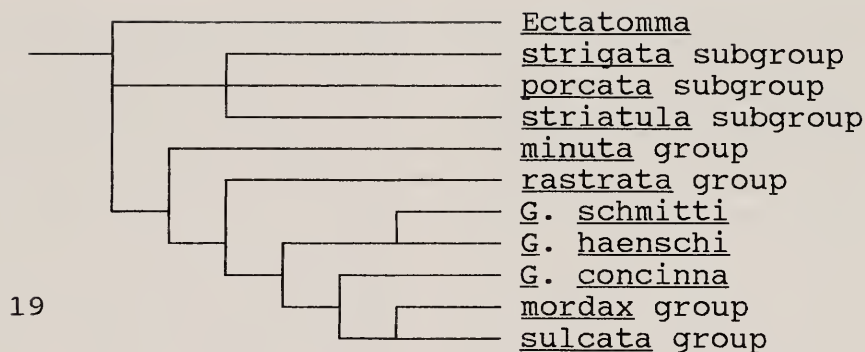 Ectatomma
strigata subgroup
porcata subgroup
striatula subgroup
minuta group
rastrata group
G. schmitti
G. haenschi
G. concinna
19 mordax group
sulcata group